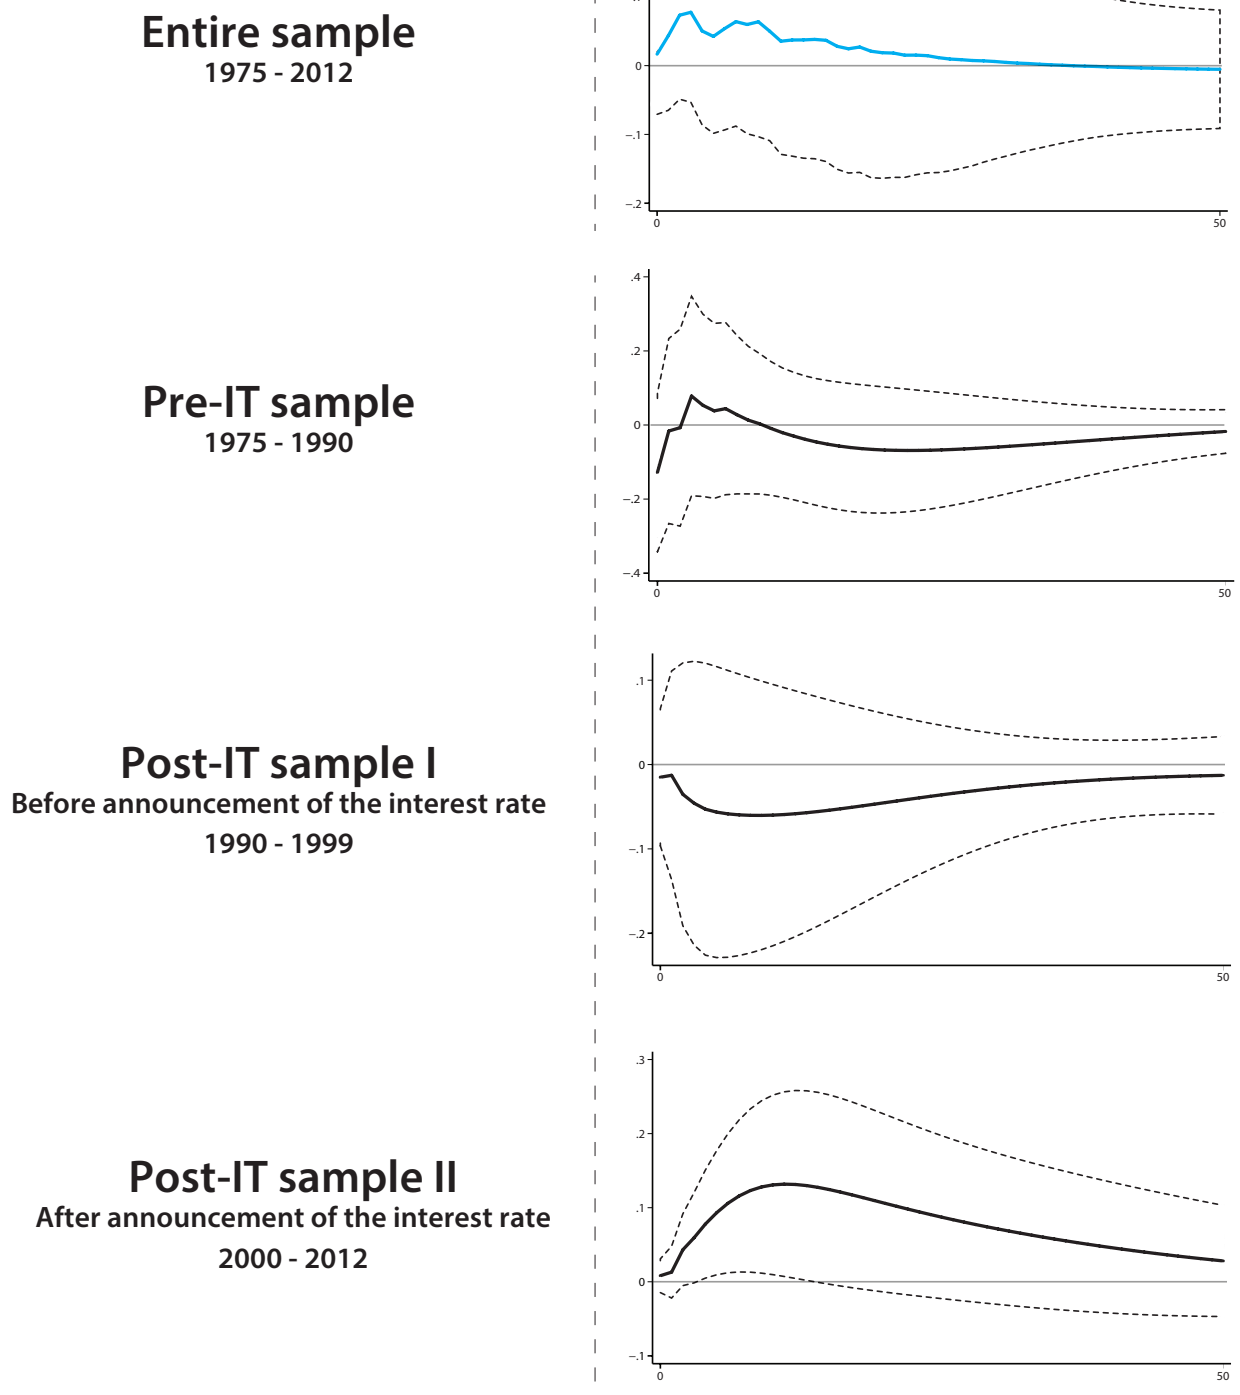 Entire sample
1975 - 2012
0
−.1
−.2
0
50
.4
.2
0
−.2
−.4
0
50
Pre-IT sample
1975 - 1990
.1
0
−.1
−.2
0
50
Post-IT sample I
Before announcement of the interest rate
1990 - 1999
.3
.2
.1
0
−.1
0
50
Post-IT sample II
After announcement of the interest rate
2000 - 2012